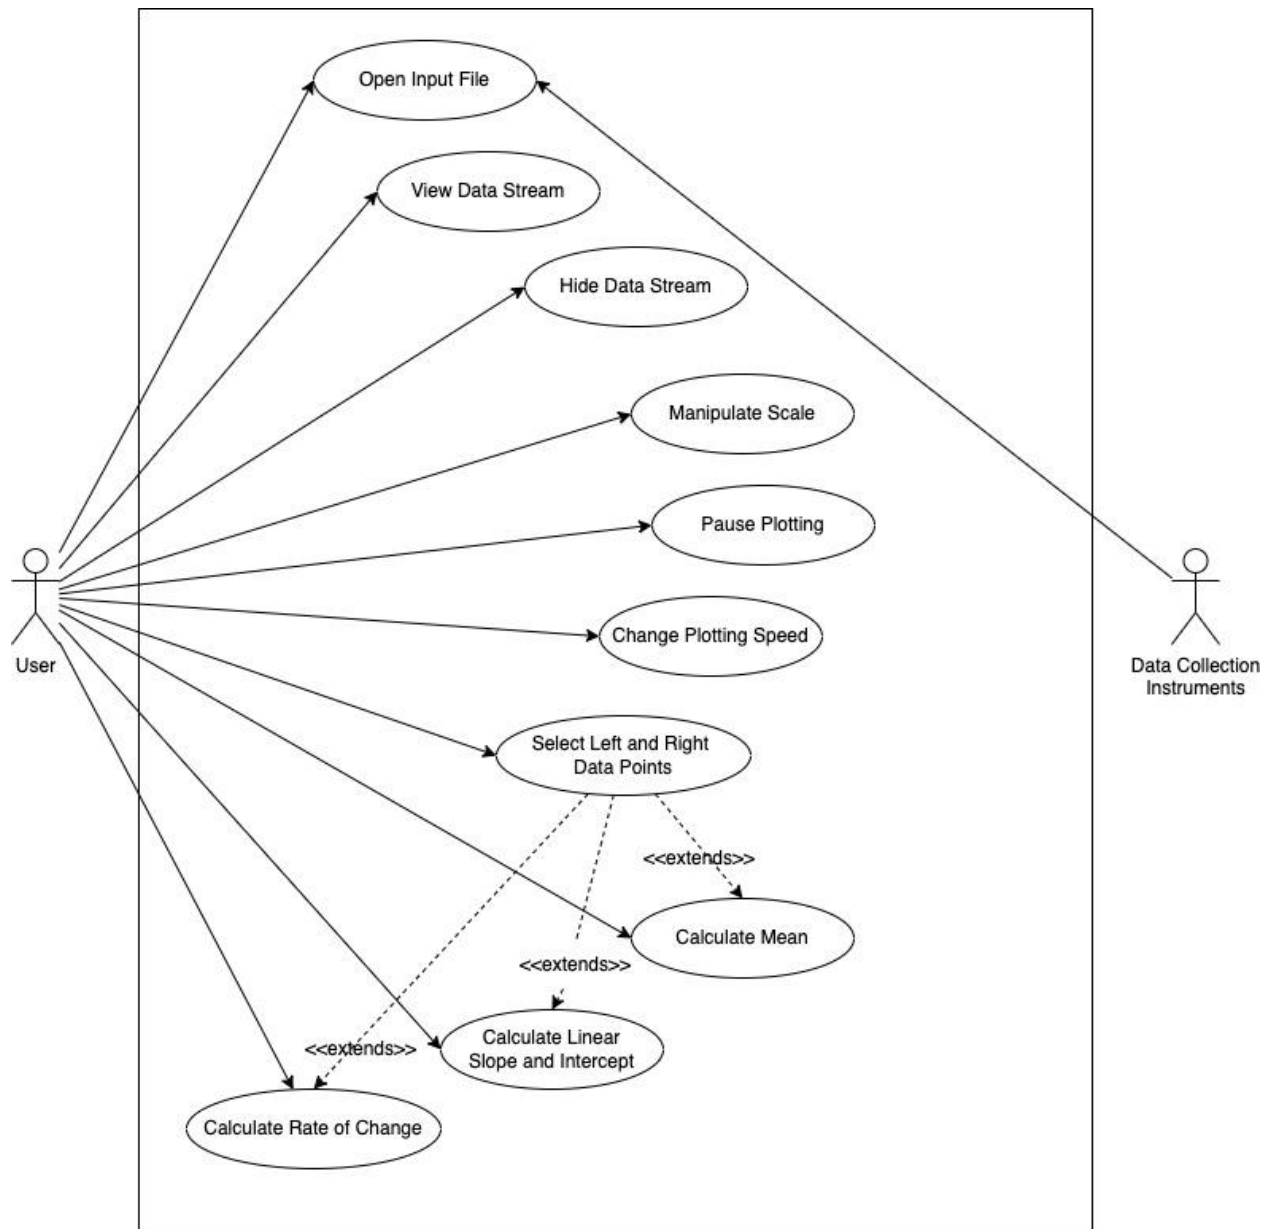 Open Input File
View Data Stream
Hide Data Stream
Manipulate Scale
Pause Plotting
Change Plotting Speed
User
Data Collection
Instruments
Select Left and Right
Data Points
<<extends>>
Calculate Mean
<<extends>>
Calculate Linear
Slope and Intercept
<<extends>>
Calculate Rate of Change